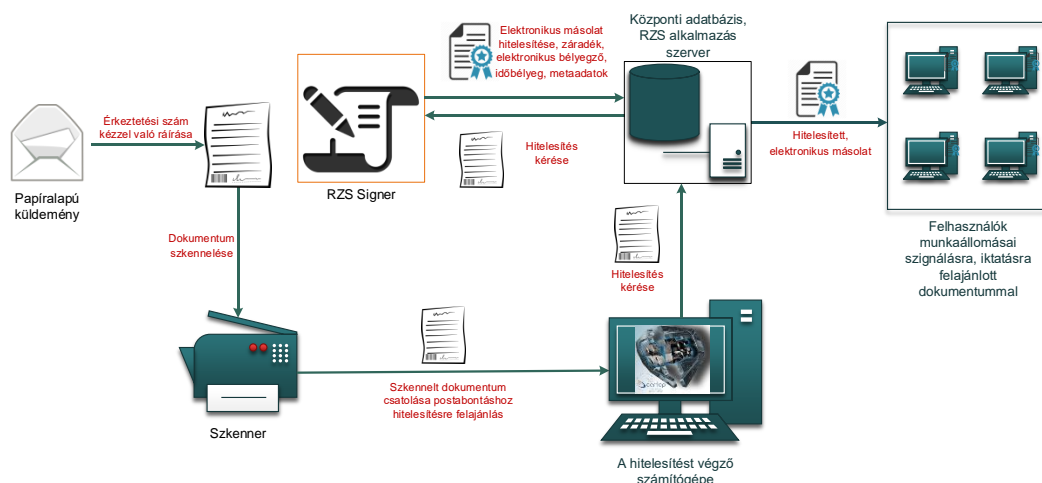 Központi adatbázis,
RZS alkalmazás
szerver
Elektronikus másolat
hitelesítése, záradék,
elektronikus bélyegző,
időbélyeg, metaadatok
Érkeztetési szám
kézzel való ráírása
Hitelesítés
kérése
Hitelesített,
elektronikus másolat
Papíralapú
küldemény
RZS Signer
Dokumentum
szkennelése
Hitelesítés
kérése
Felhasználók
munkaállomásai
szignálásra, iktatásra
felajánlott
dokumentummal
Szkennelt dokumentum
csatolása postabontáshoz
hitelesítésre felajánlás
Szkenner
A hitelesítést végző
számítógépe